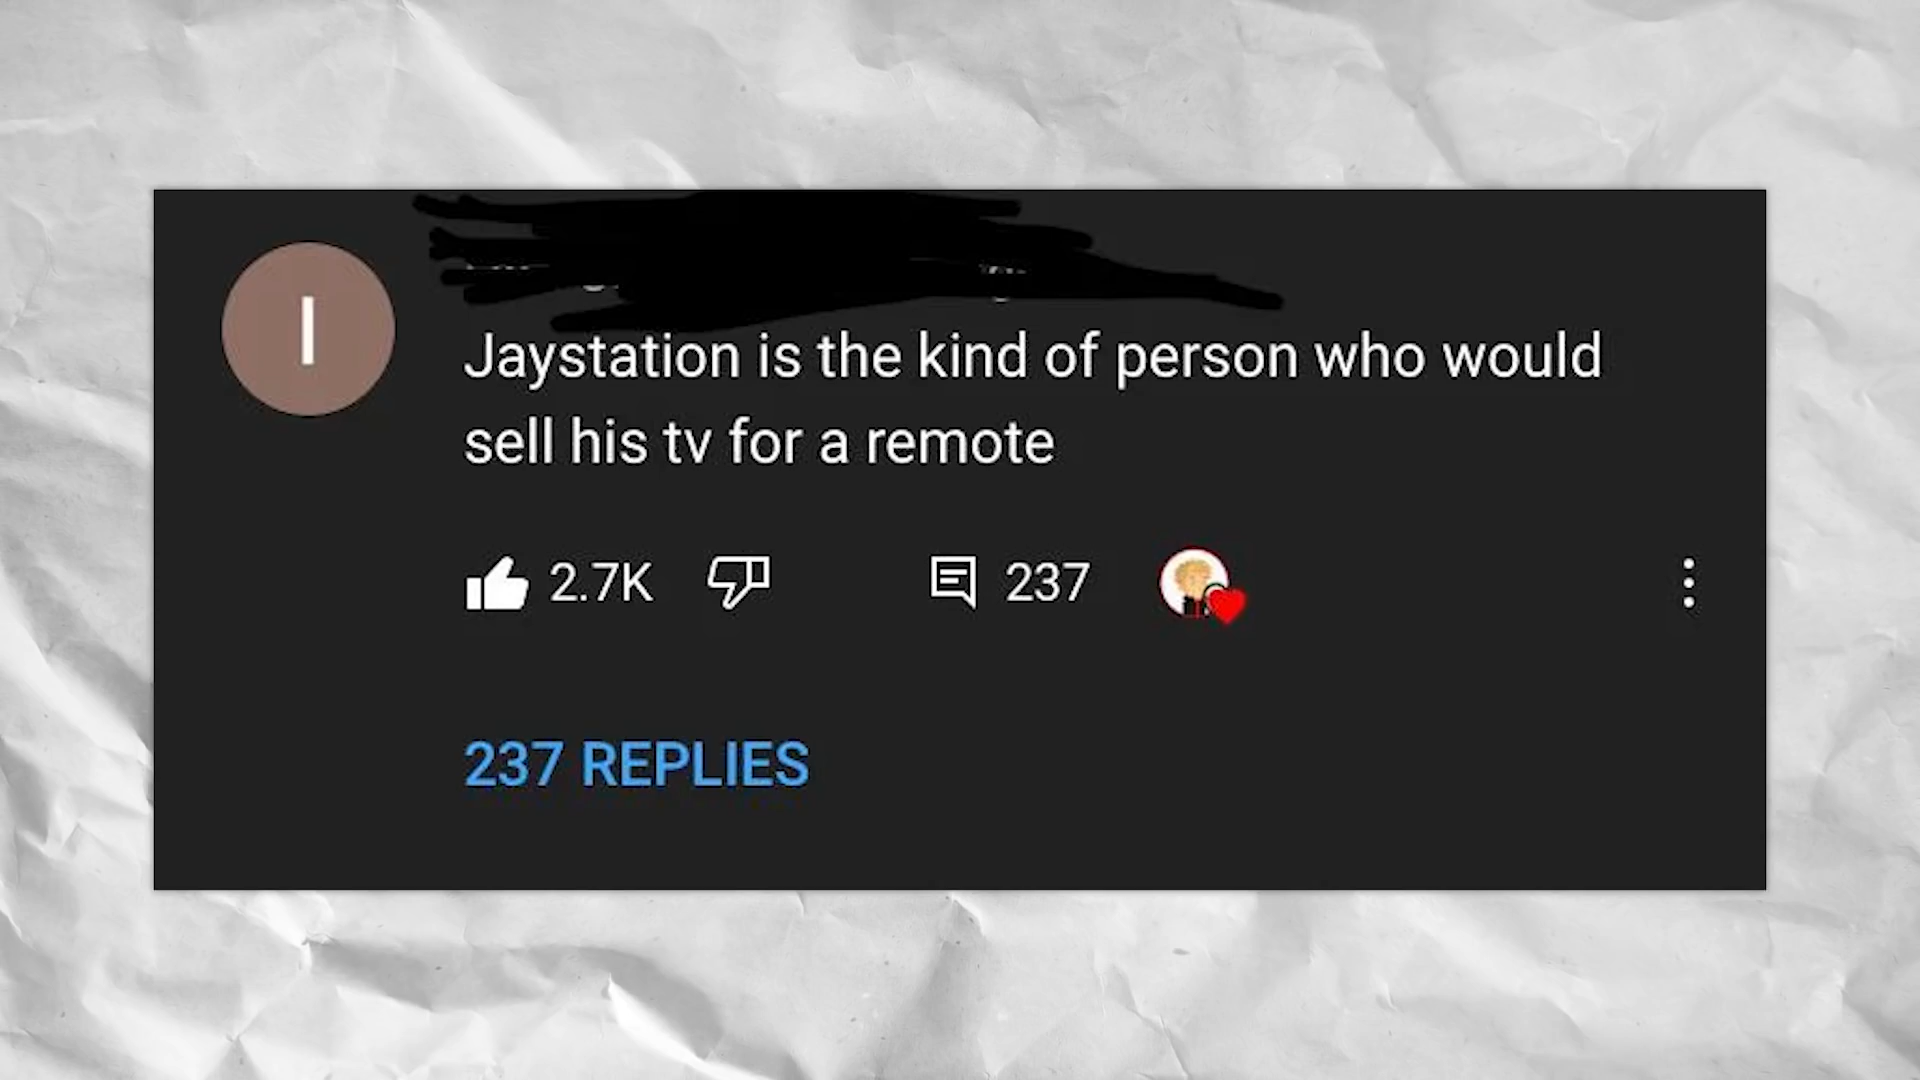 I
Jaystation is the kind of person who would
sell his tv for a remote
2.7K 237
237 REPLIES